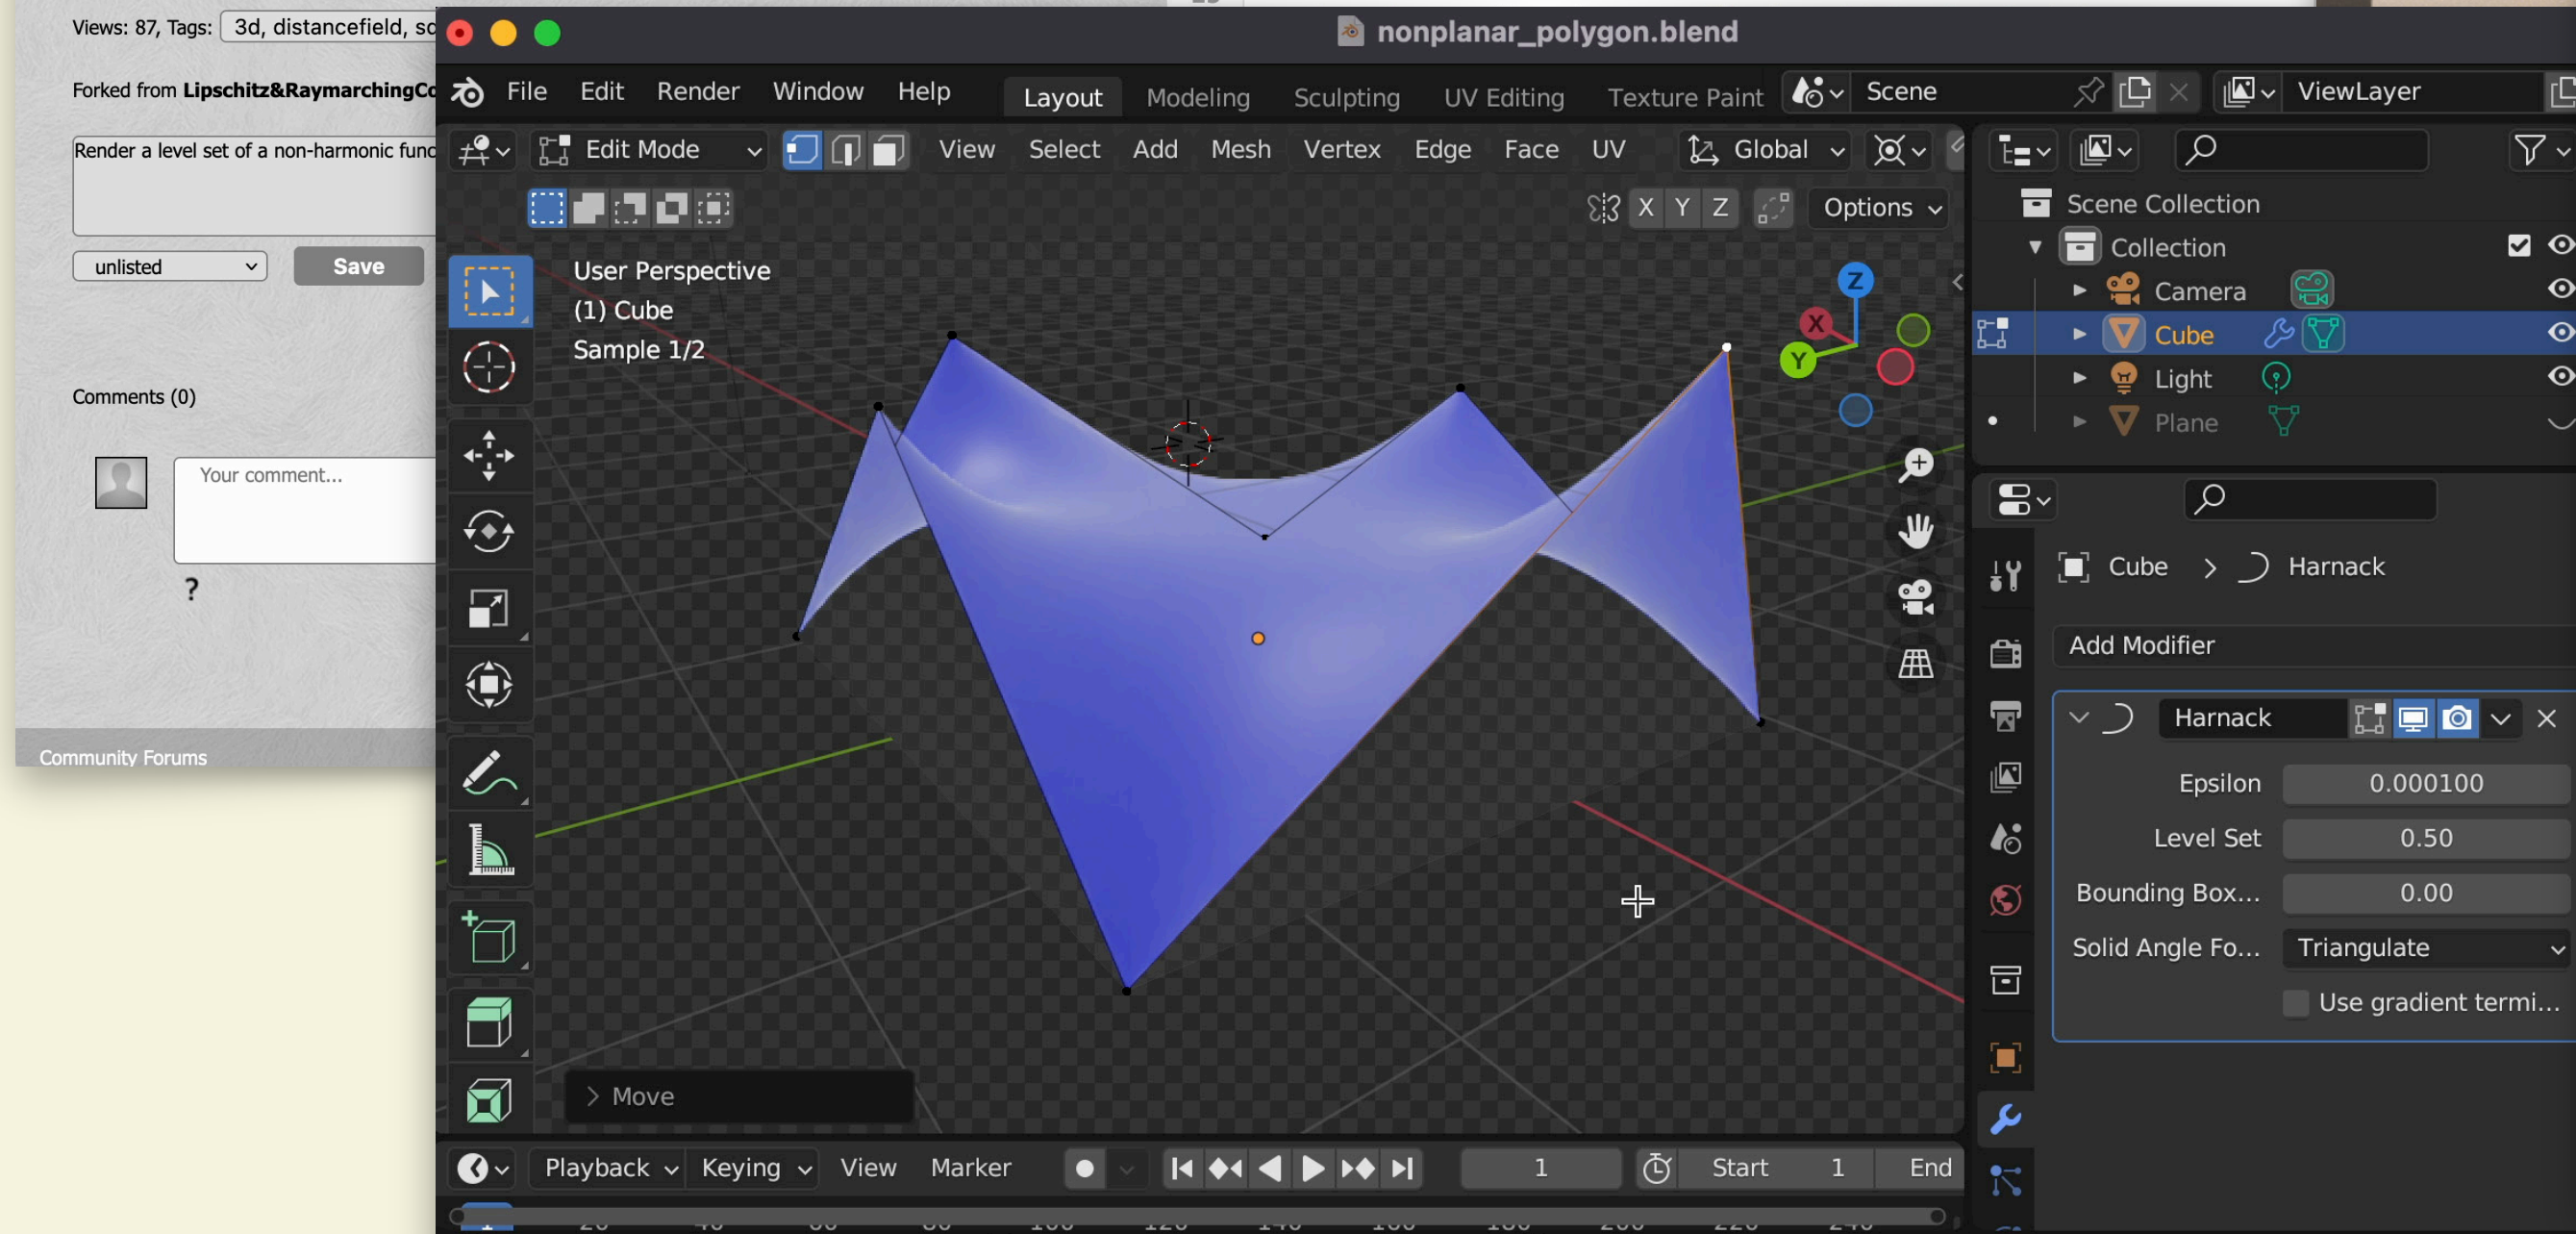 Views: 87, Tags: 3d, distancefield, sd
Forked from Lipschitz&RaymarchingCo
Render a level set of a non-harmonic func
unlisted
Save
Comments (0)
Your comment...
?
Community Forums
nonplanar_polygon.blend
File Edit Render Window Help Layout Modeling Sculpting UV Editing Texture Paint Scene ViewLayer
Edit Mode View Select Add Mesh Vertex Edge Face UV Global
X Y Z Options
User Perspective
(1) Cube
Sample 1/2
Z
X
Y
Move
Scene Collection
Collection
Camera
Cube
Light
Plane
Cube > Harnack
Add Modifier
Harnack
Epsilon 0.000100
Level Set 0.50
Bounding Box... 0.00
Solid Angle Fo... Triangulate
Use gradient termi...
Playback Keying View Marker 1 Start 1 End